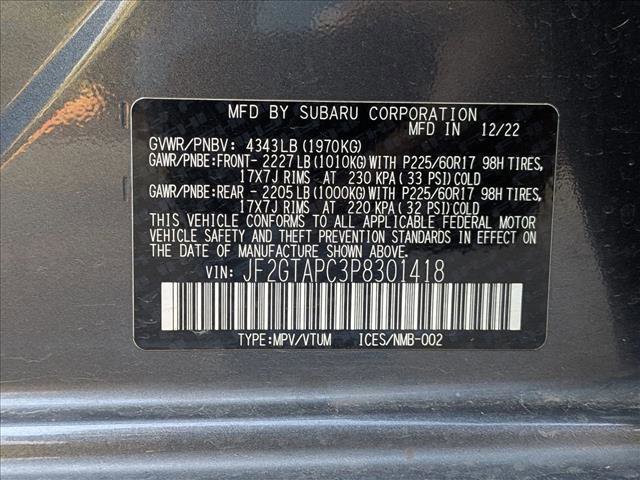 MFD BY SUBARU CORPORATION
MFD IN 12/22
GVWR/PNBV: 4343LB (1970KG)
GAWR/PNBE:FRONT- 2227 LB (1010KG) WITH P225/60R17 98H TIRES,
17X7J RIMS AT 230 KPA ( 33 PSI) COLD
GAWR/PNBE:REAR - 2205 LB (1000KG) WITH P225/60R17 98H TIRES,
17X7J RIMS AT 220 KPA ( 32 PSI) COLD
THIS VEHICLE CONFORMS TO ALL APPLICABLE FEDERAL MOTOR
VEHICLE SAFETY AND THEFT PREVENTION STANDARDS IN EFFECT ON
THE DATE OF MANUFACTURE SHOWN ABOVE.
VIN: JF2GTAPC3P8301418
TYPE:MPV/VTUM ICES/NMB-002